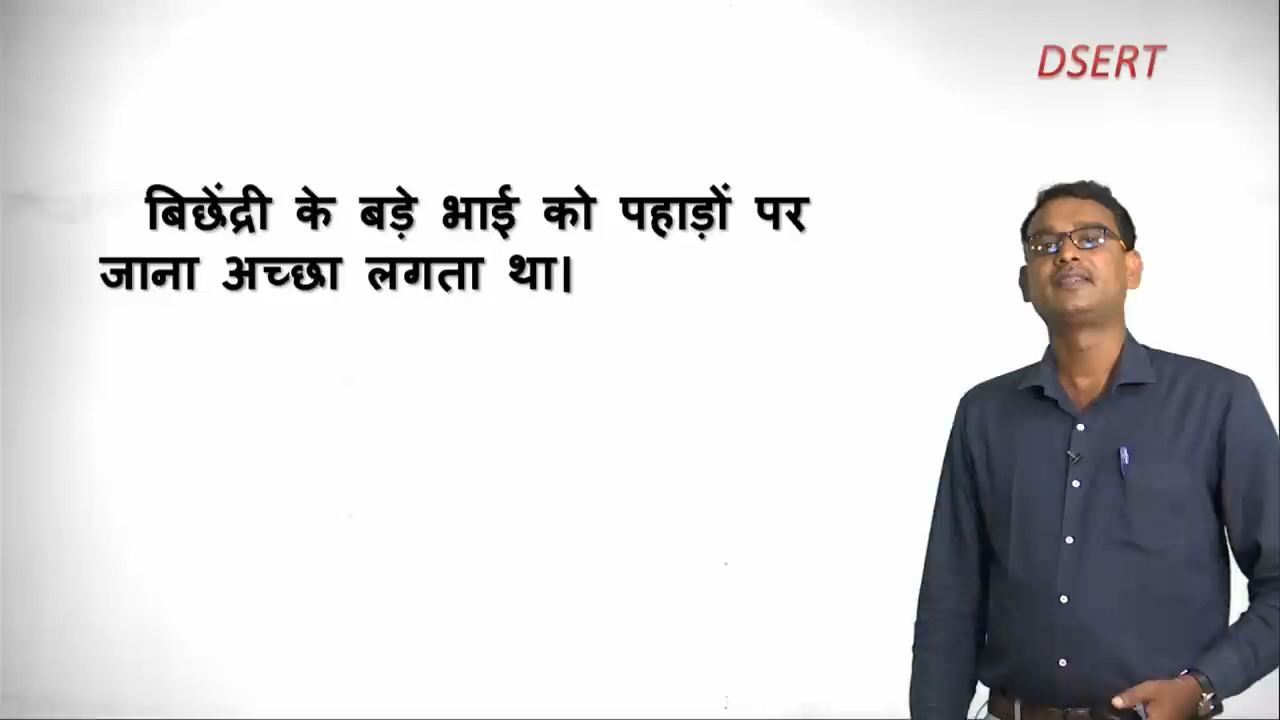 DSERT
बिछेंद्री के बड़े भाई को पहाड़ों पर
जाना अच्छा लगता था।